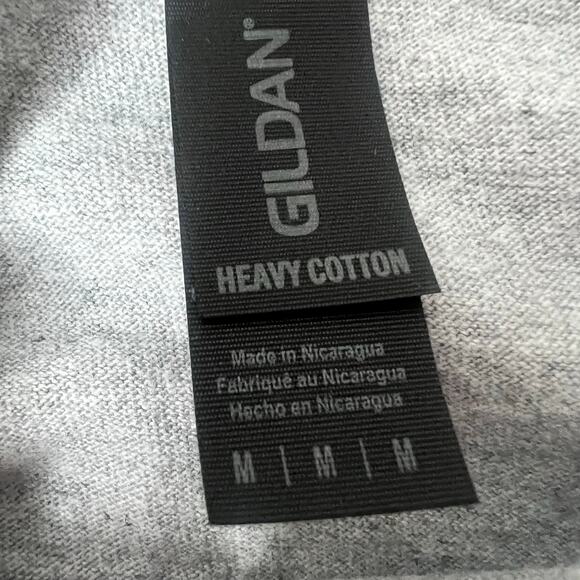 GILDAN®
HEAVY COTTON
Made in Nicaragua
Fabriqué au Nicaragua
Hecho en Nicaragua
M | M | M